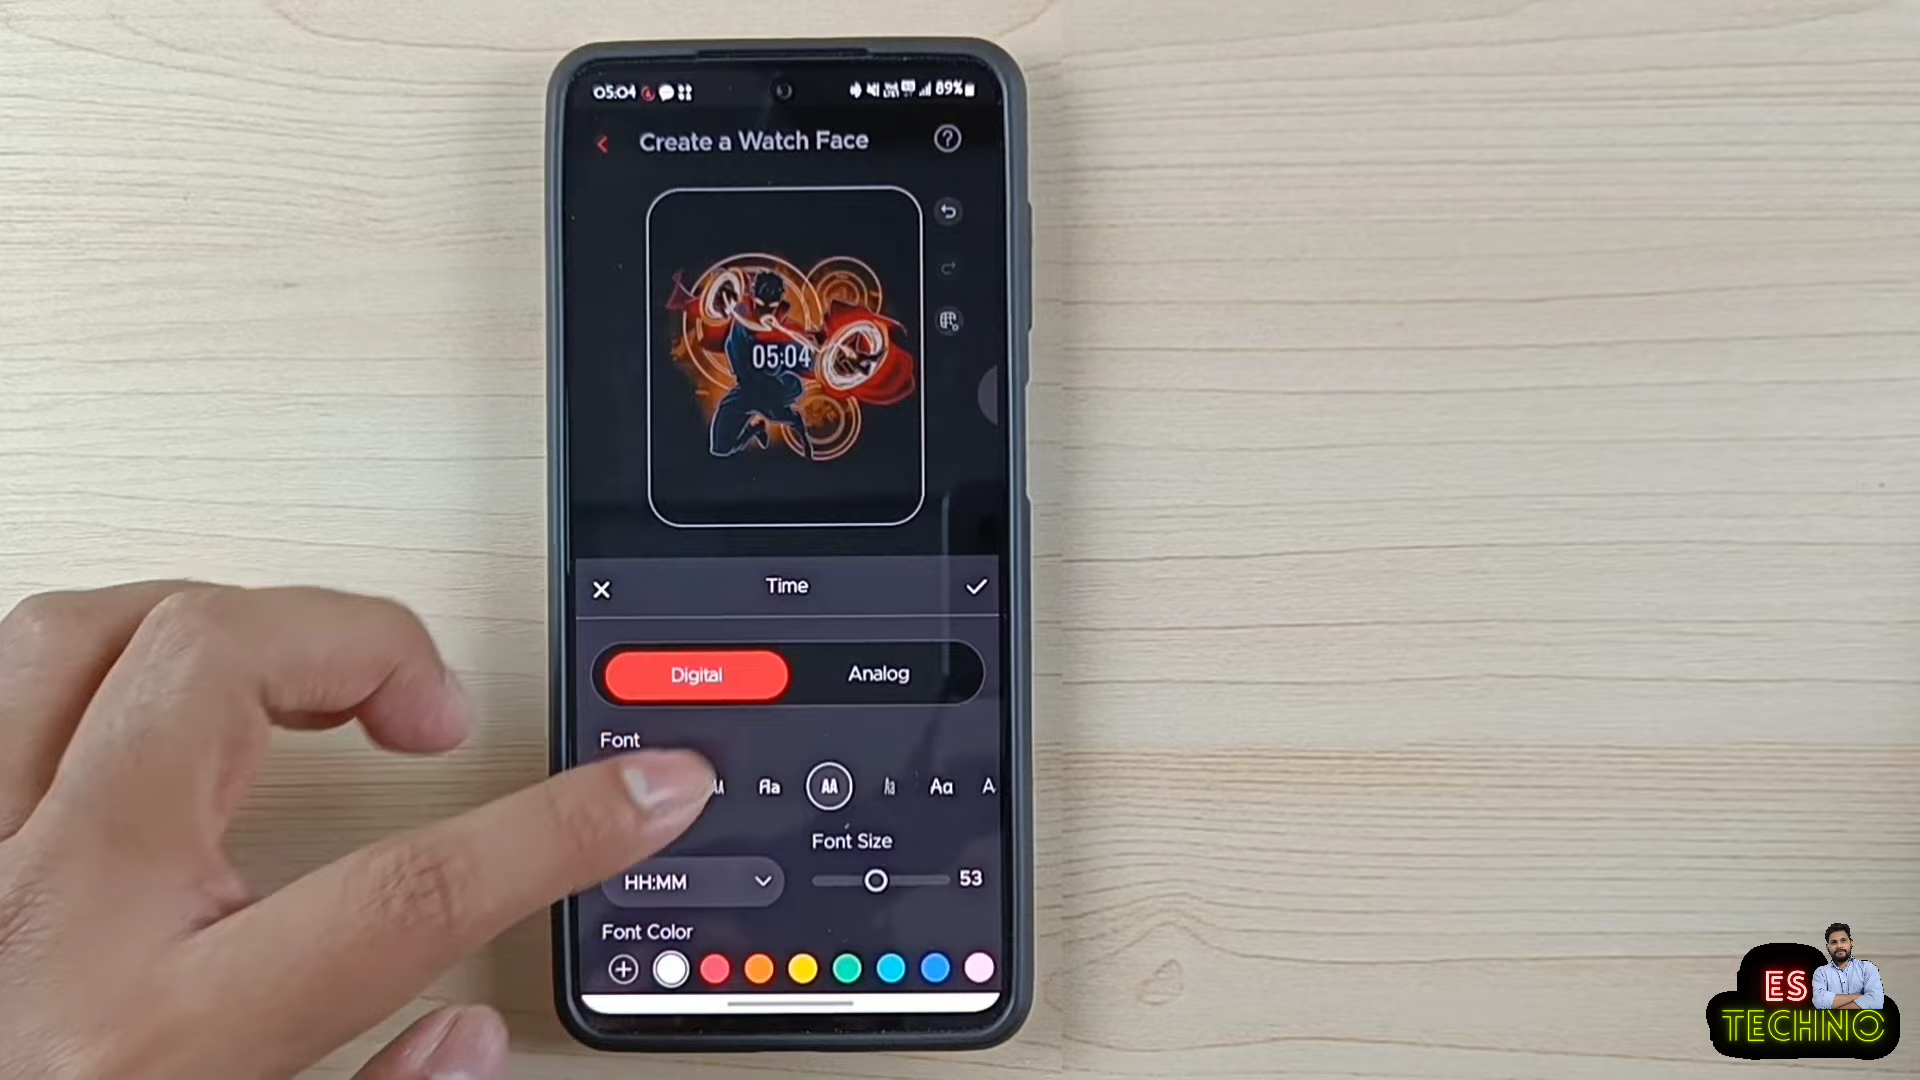 05:04
89%
Create a Watch Face
05:04
Time
Digital
Analog
Font
Aa
AA
Aa
Aa
A
Font Size
HH:MM
53
Font Color
ES
TECHNO